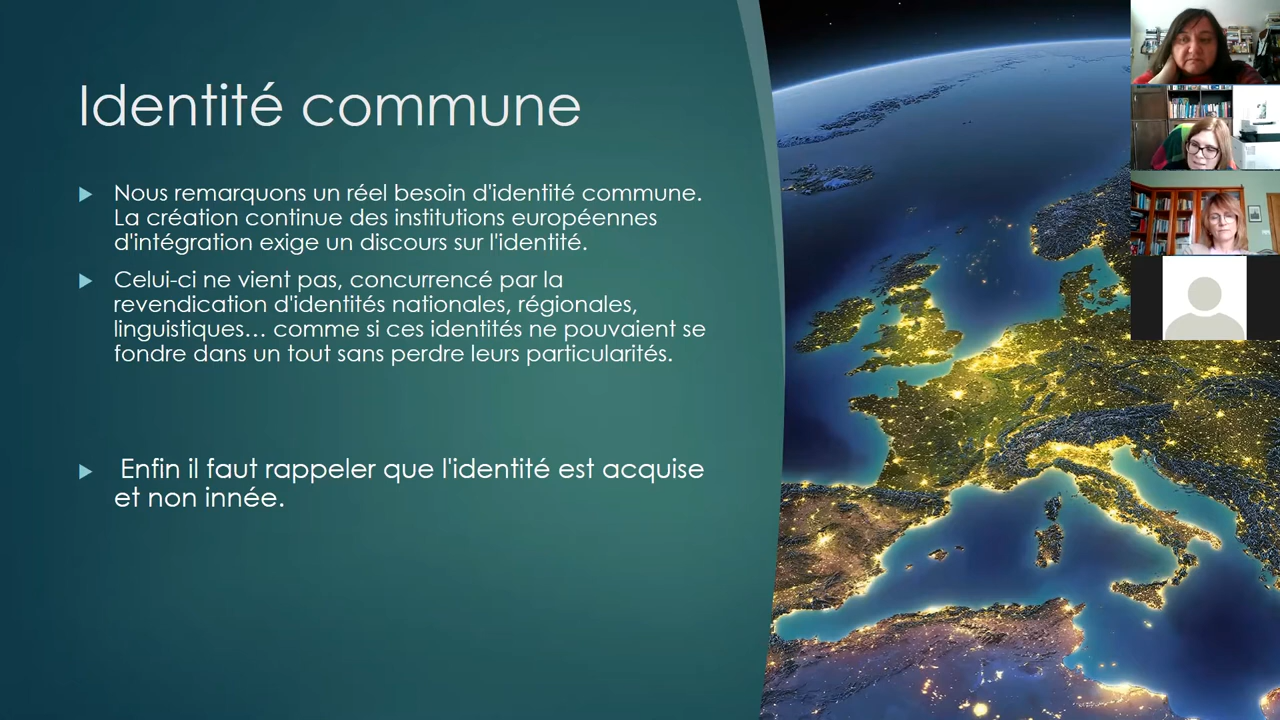 Identité commune
Nous remarquons un réel besoin d'identité commune.
La création continue des institutions européennes
d'intégration exige un discours sur l'identité.
Celui-ci ne vient pas, concurrencé par la
revendication d'identités nationales, régionales,
linguistiques… comme si ces identités ne pouvaient se
fondre dans un tout sans perdre leurs particularités.
Enfin il faut rappeler que l'identité est acquise
et non innée.